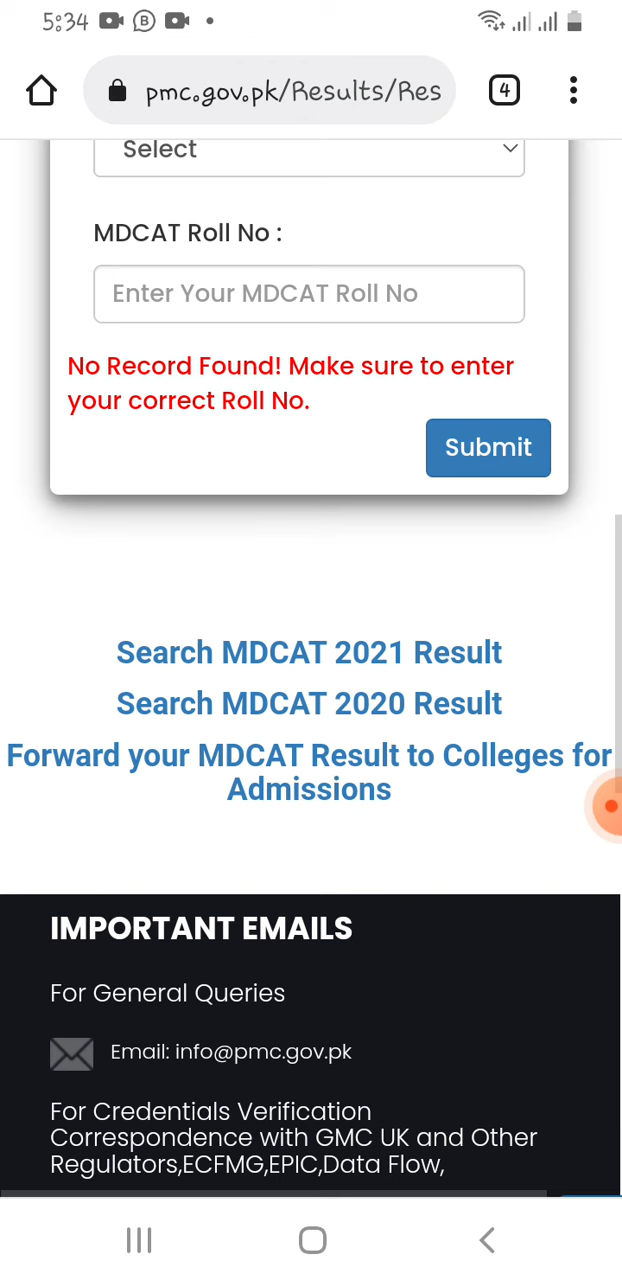 5:34
pmc.gov.pk/Results/Res
4
Select
MDCAT Roll No :
Enter Your MDCAT Roll No
No Record Found! Make sure to enter
your correct Roll No.
Submit
Search MDCAT 2021 Result
Search MDCAT 2020 Result
Forward your MDCAT Result to Colleges for
Admissions
IMPORTANT EMAILS
For General Queries
Email: info@pmc.gov.pk
For Credentials Verification
Correspondence with GMC UK and Other
Regulators,ECFMG,EPIC,Data Flow,